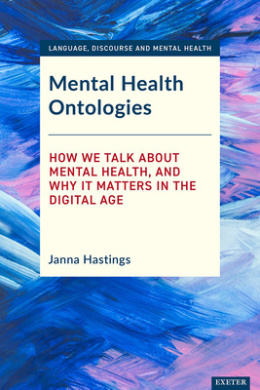 LANGUAGE, DISCOURSE AND MENTAL HEALTH
Mental Health
Ontologies
HOW WE TALK ABOUT
MENTAL HEALTH, AND
WHY IT MATTERS IN THE
DIGITAL AGE
Janna Hastings
EXETER